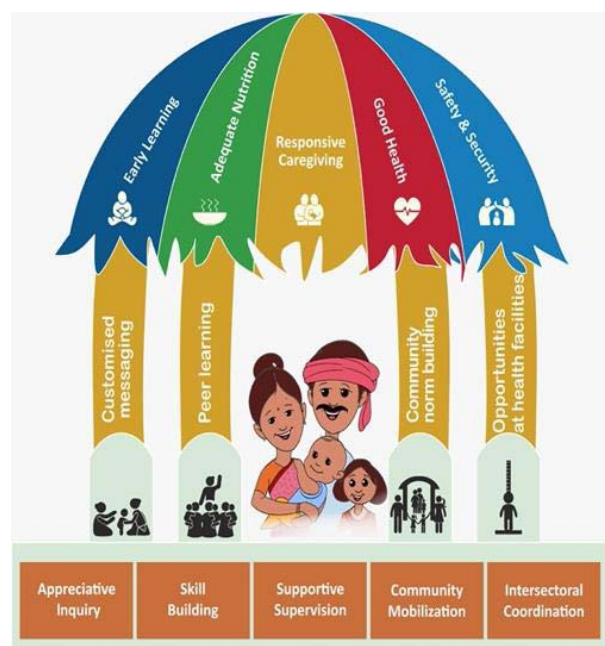 Early Learning
Adequate Nutrition
Responsive
Caregiving
Good Health
Safety & Security
Customised
messaging
Peer learning
Community
norm building
Opportunities
at health facilities
Appreciative
Inquiry
Skill
Building
Supportive
Supervision
Community
Mobilization
Intersectoral
Coordination